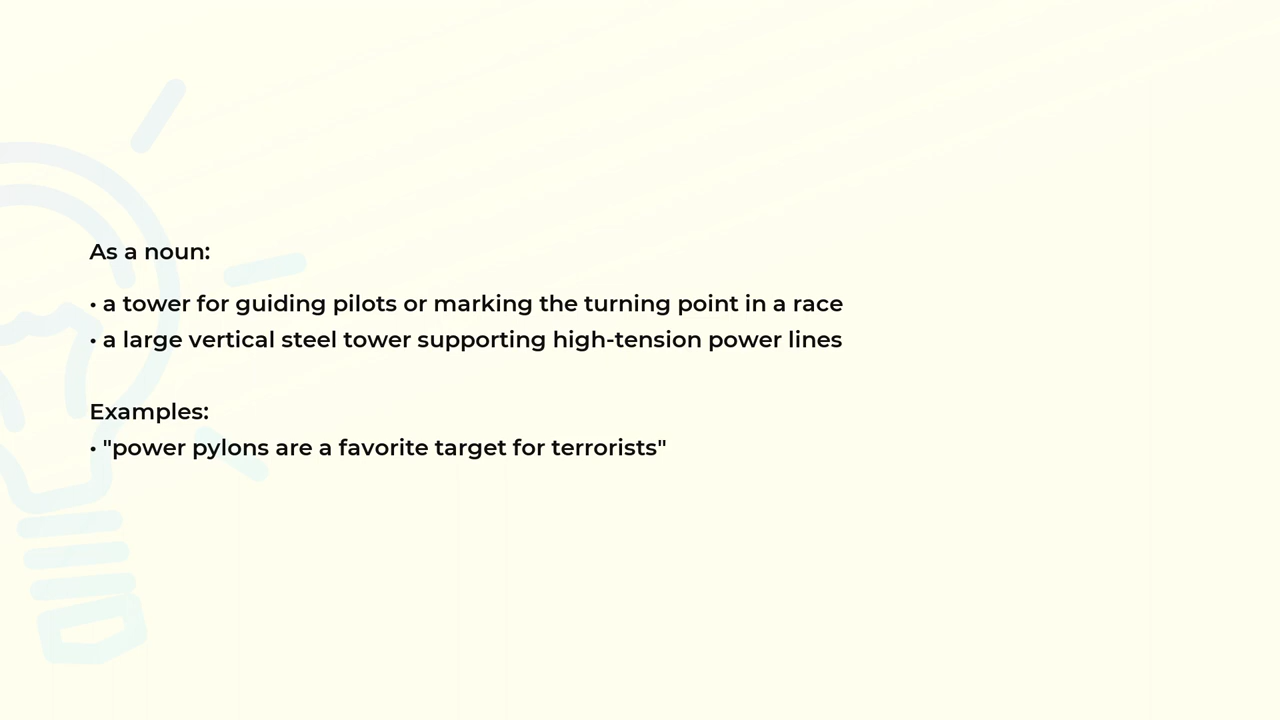 As a noun:
• a tower for guiding pilots or marking the turning point in a race
• a large vertical steel tower supporting high-tension power lines
Examples:
• "power pylons are a favorite target for terrorists"